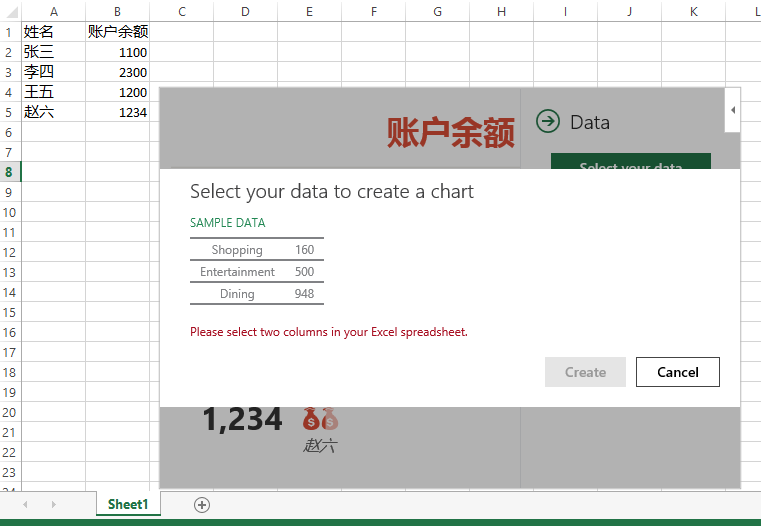 A B C D E F G H I J K L
1 姓名 账户余额
2 张三 1100
3 李四 2300
4 王五 1200
5 赵六 1234
6
7
8
9
10
11
12
13
14
15
16
17
18
19
20
21
22
23
24
账户余额
Data
Select your data
Select your data to create a chart
SAMPLE DATA
Shopping 160
Entertainment 500
Dining 948
Please select two columns in your Excel spreadsheet.
Create Cancel
1,234
$ $
赵六
Sheet1